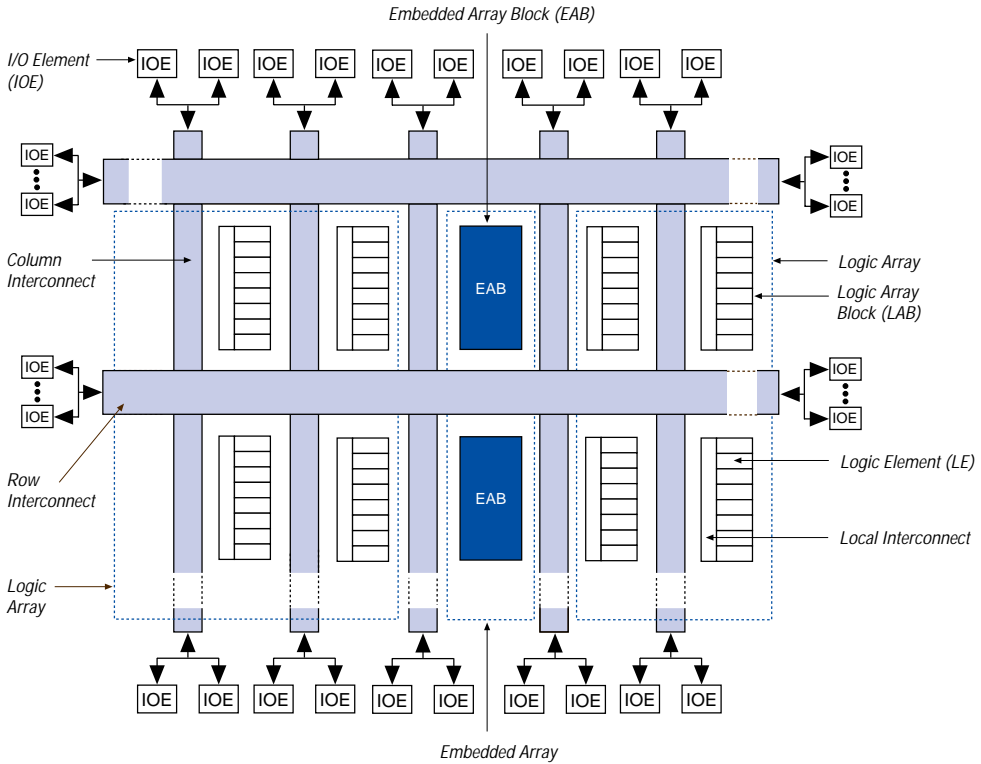 Embedded Array Block (EAB)
I/O Element
(IOE)
IOE IOE IOE IOE IOE IOE IOE IOE IOE IOE
IOE
IOE
IOE
IOE
Column
Interconnect
EAB
Logic Array
Logic Array
Block (LAB)
IOE
IOE
IOE
IOE
Row
Interconnect
EAB
Logic Element (LE)
Local Interconnect
Logic
Array
IOE IOE IOE IOE IOE IOE IOE IOE IOE IOE
Embedded Array